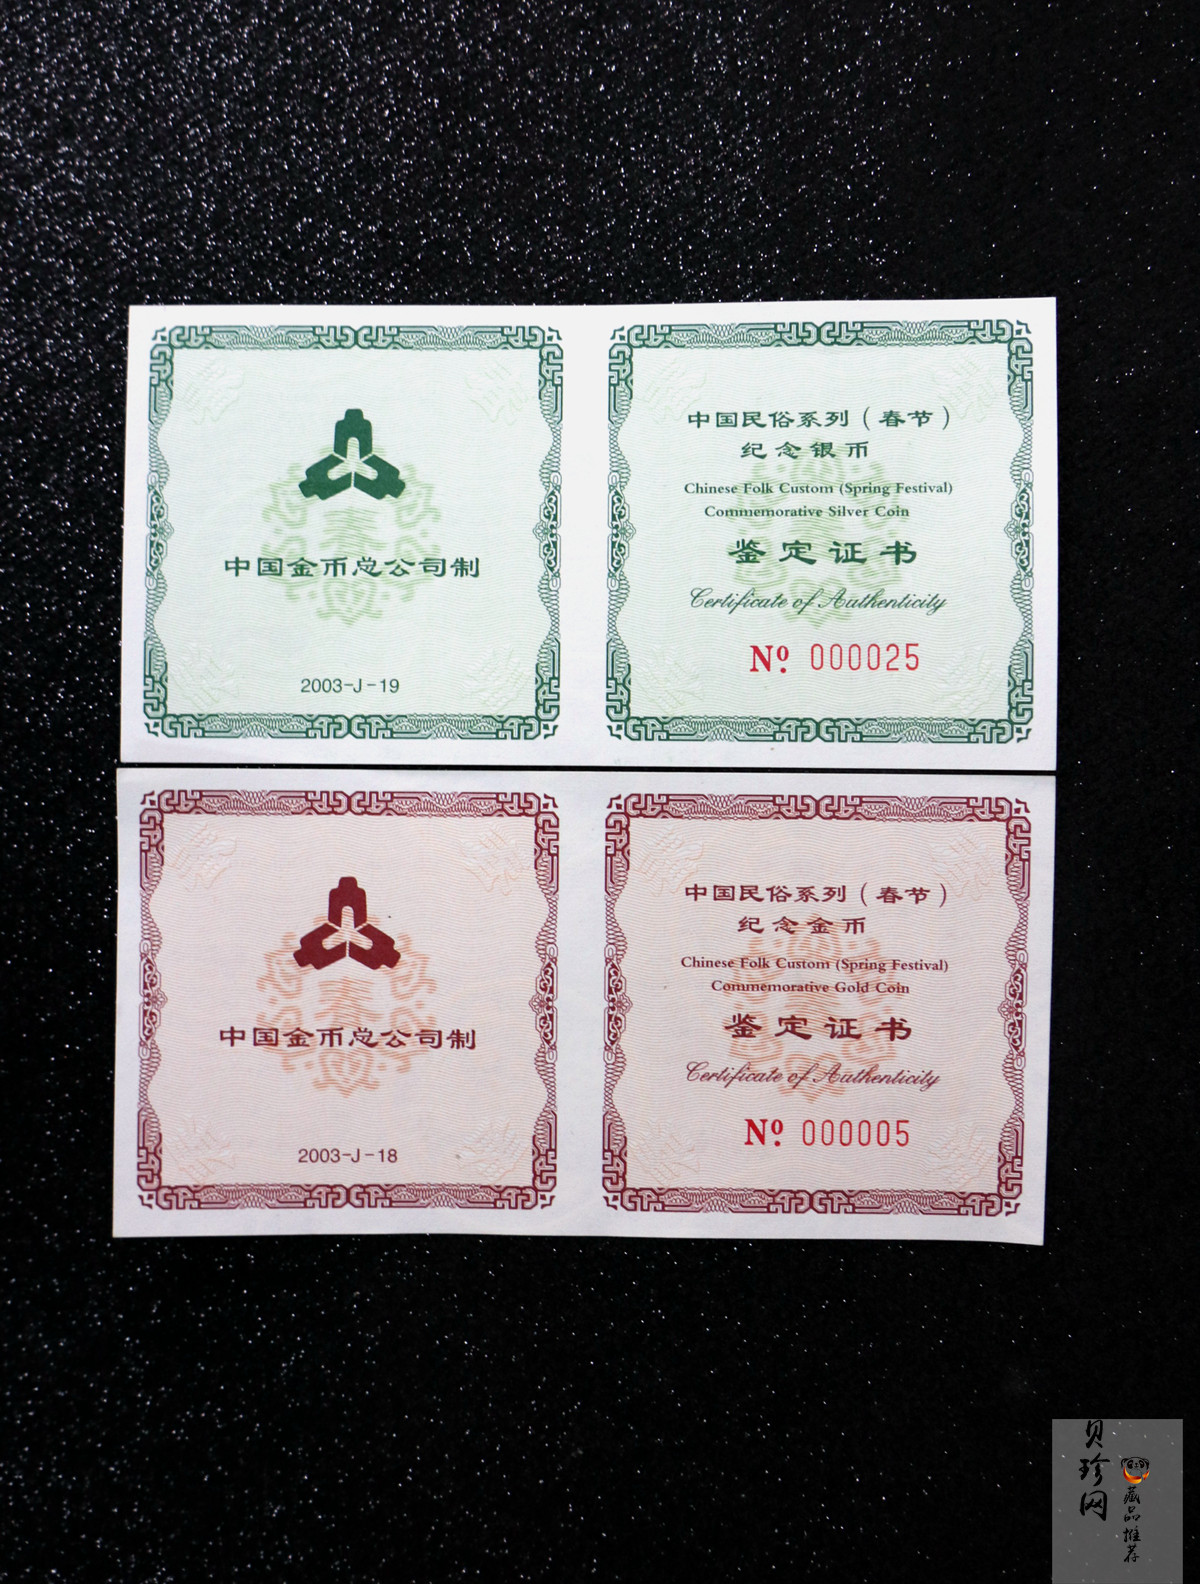 中国金币总公司制
2003-J-19
中国民俗系列（春节）
纪念银币
Chinese Folk Custom (Spring Festival)
Commemorative Silver Coin
鉴定证书
Certificate of Authenticity
Nº 000025
中国金币总公司制
2003-J-18
中国民俗系列（春节）
纪念金币
Chinese Folk Custom (Spring Festival)
Commemorative Gold Coin
鉴定证书
Certificate of Authenticity
Nº 000005
贝珍网
藏品推荐